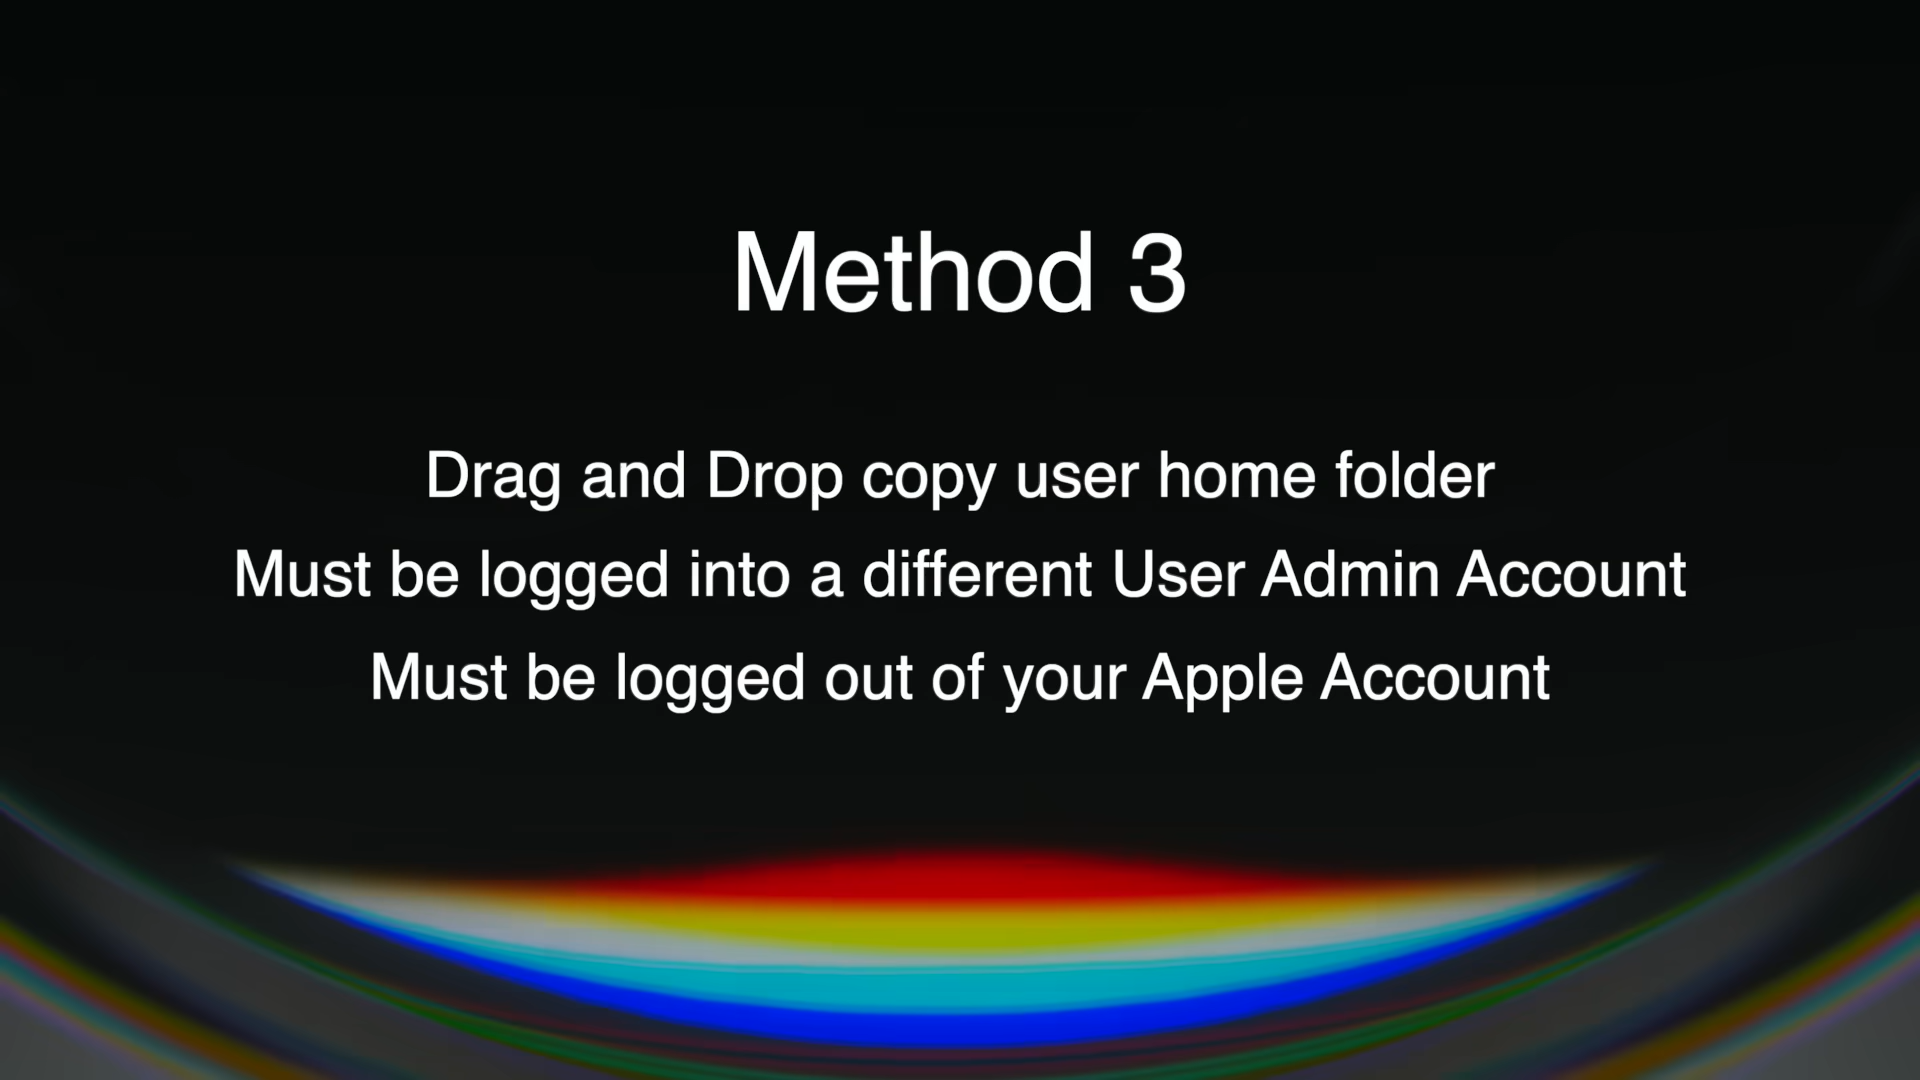 Method 3
Drag and Drop copy user home folder
Must be logged into a different User Admin Account
Must be logged out of your Apple Account